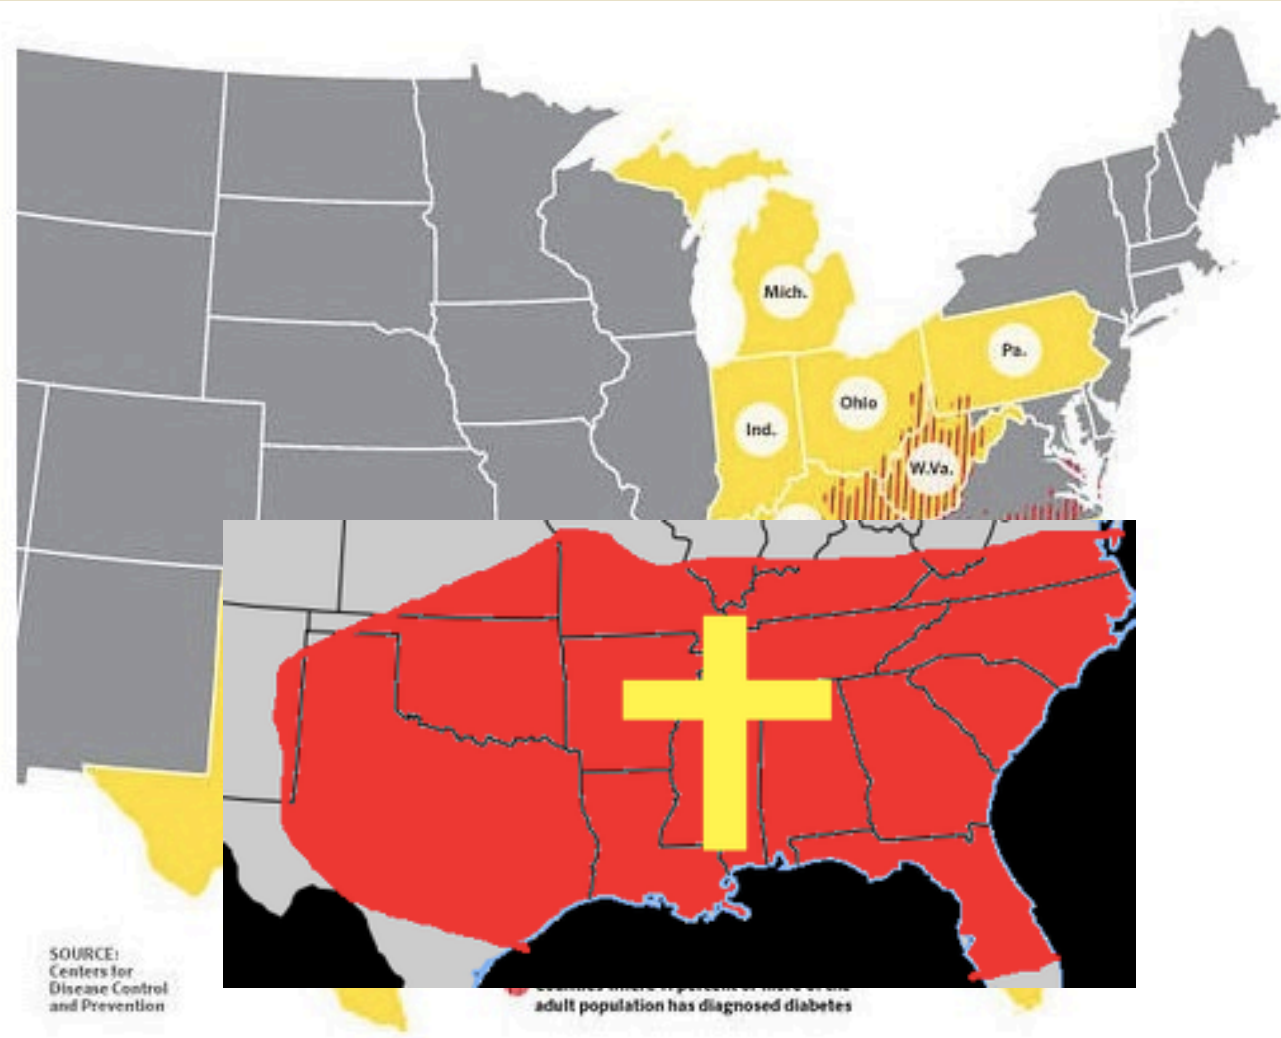 Mich.
Pa.
Ohio
Ind.
W.Va.
SOURCE:
Centers for
Disease Control
and Prevention
adult population has diagnosed diabetes